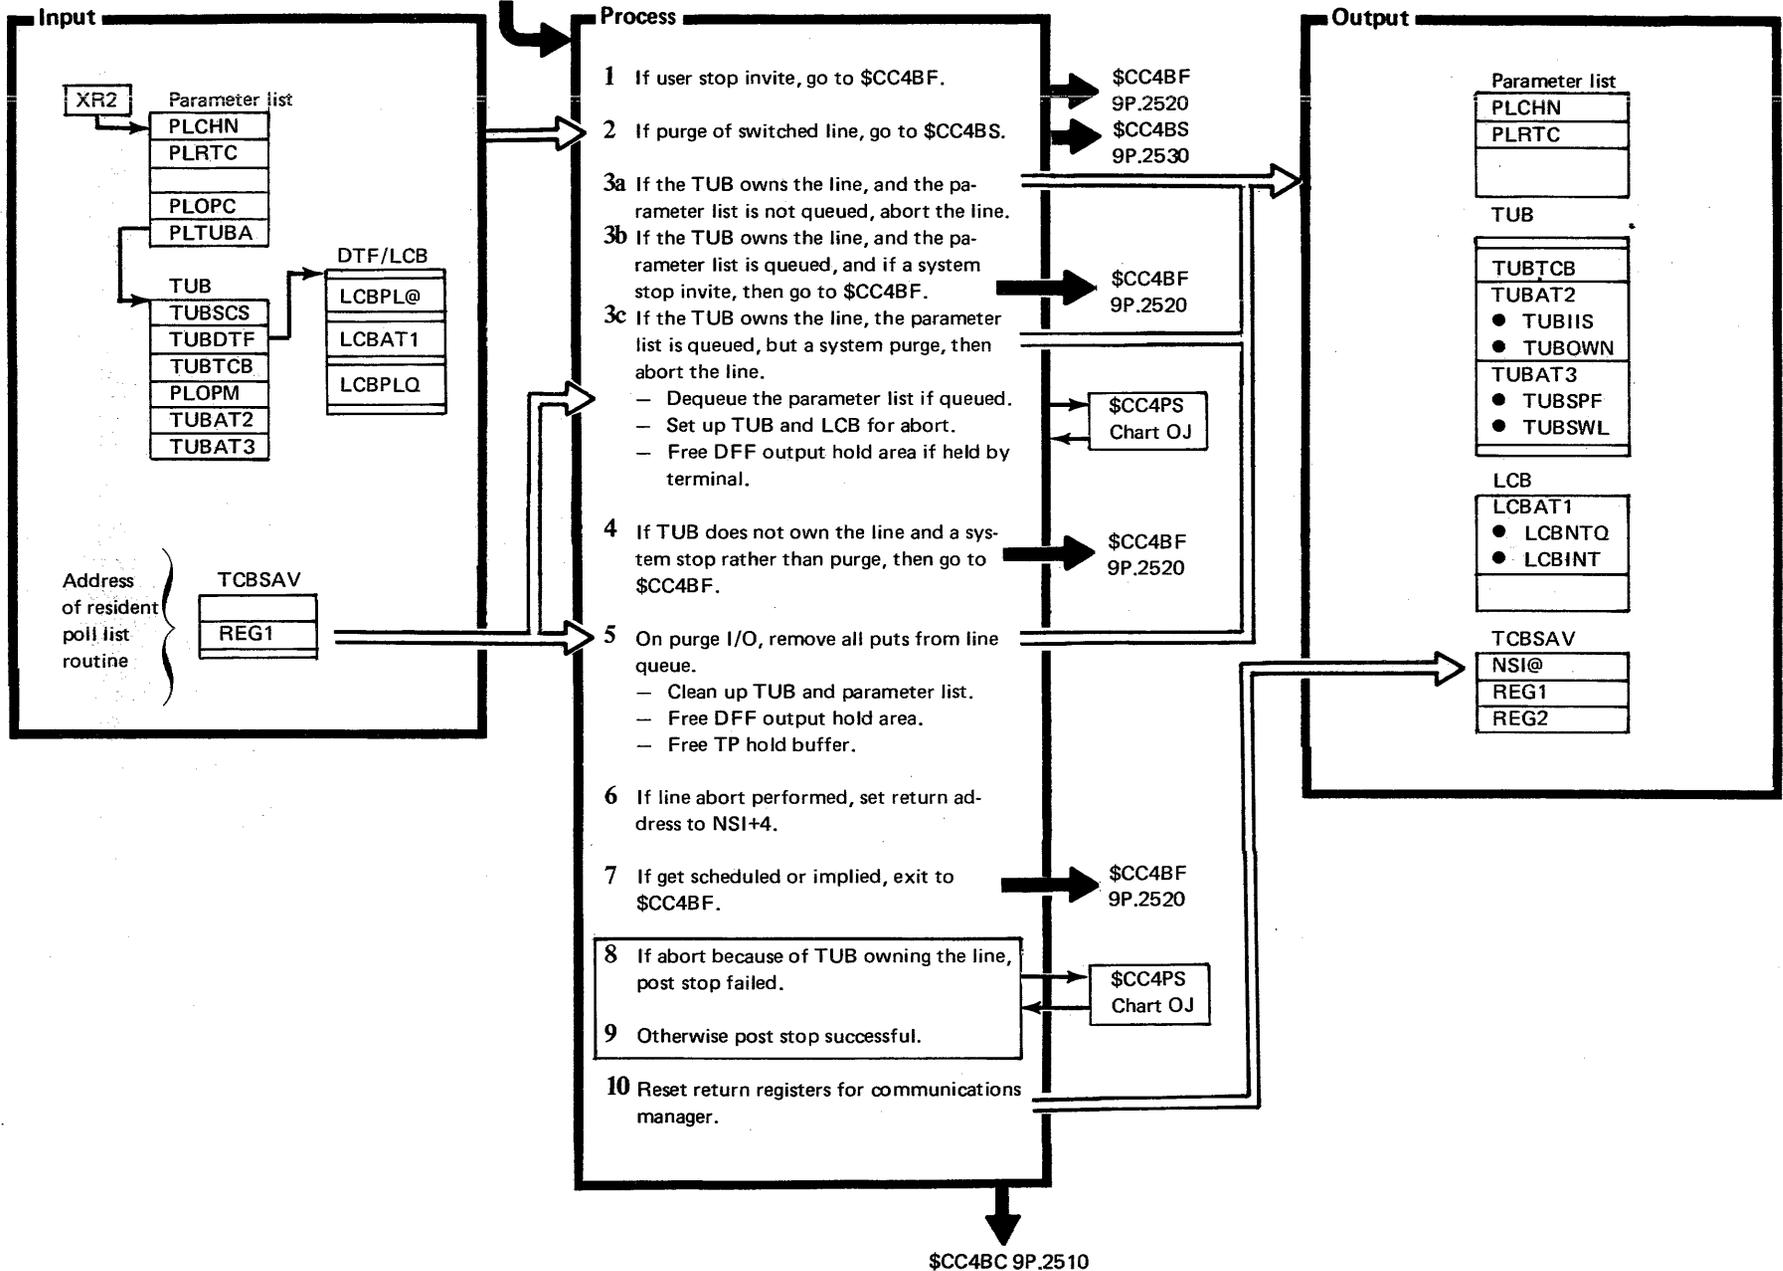 Input
XR2
Parameter list
PLCHN
PLRTC
PLOPC
PLTUBA
DTF/LCB
LCBPL@
LCBAT1
LCBPLQ
TUB
TUBSCS
TUBDTF
TUBTCB
PLOPM
TUBAT2
TUBAT3
Address
of resident
poll list
routine
TCBSAV
REG1
Process
1 If user stop invite, go to $CC4BF.
2 If purge of switched line, go to $CC4BS.
3a If the TUB owns the line, and the pa-
rameter list is not queued, abort the line.
3b If the TUB owns the line, and the pa-
rameter list is queued, and if a system
stop invite, then go to $CC4BF.
3c If the TUB owns the line, the parameter
list is queued, but a system purge, then
abort the line.
— Dequeue the parameter list if queued.
— Set up TUB and LCB for abort.
— Free DFF output hold area if held by
terminal.
4 If TUB does not own the line and a sys-
tem stop rather than purge, then go to
$CC4BF.
5 On purge I/O, remove all puts from line
queue.
— Clean up TUB and parameter list.
— Free DFF output hold area.
— Free TP hold buffer.
6 If line abort performed, set return ad-
dress to NSI+4.
7 If get scheduled or implied, exit to
$CC4BF.
8 If abort because of TUB owning the line,
post stop failed.
9 Otherwise post stop successful.
10 Reset return registers for communications
manager.
$CC4BF
9P.2520
$CC4BS
9P.2530
$CC4BF
9P.2520
$CC4PS
Chart OJ
$CC4BF
9P.2520
$CC4BF
9P.2520
$CC4PS
Chart OJ
$CC4BC 9P.2510
Output
Parameter list
PLCHN
PLRTC
TUB
TUBTCB
TUBAT2
● TUBIIS
● TUBOWN
TUBAT3
● TUBSPF
● TUBSWL
LCB
LCBAT1
● LCBNTQ
● LCBINT
TCBSAV
NSI@
REG1
REG2